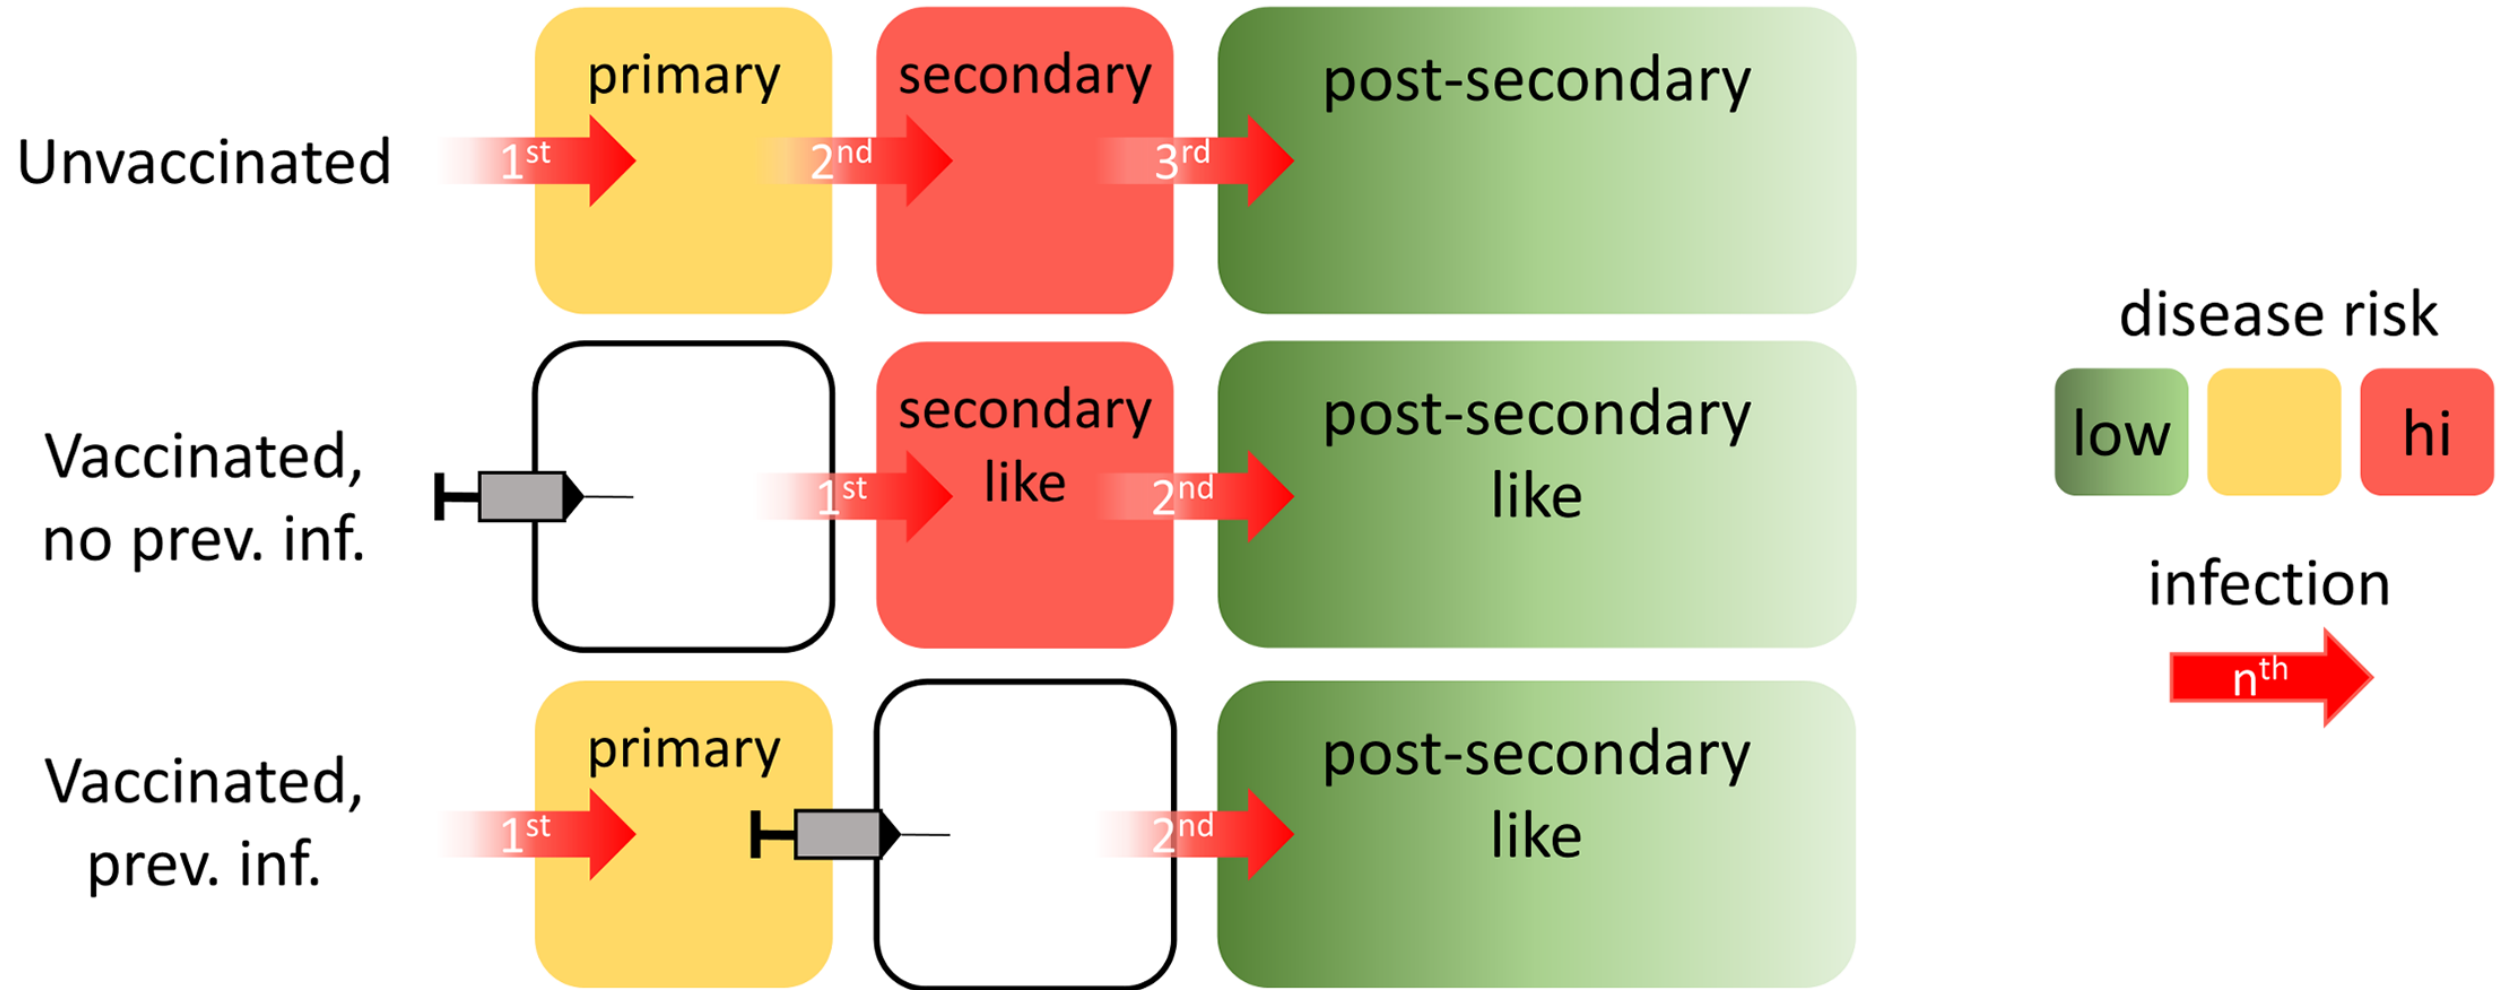 primary
secondary
post-secondary
Unvaccinated
1st
2nd
3rd
Vaccinated,
no prev. inf.
secondary
like
post-secondary
like
1st
2nd
Vaccinated,
prev. inf.
primary
post-secondary
like
1st
2nd
disease risk
low
hi
infection
nth